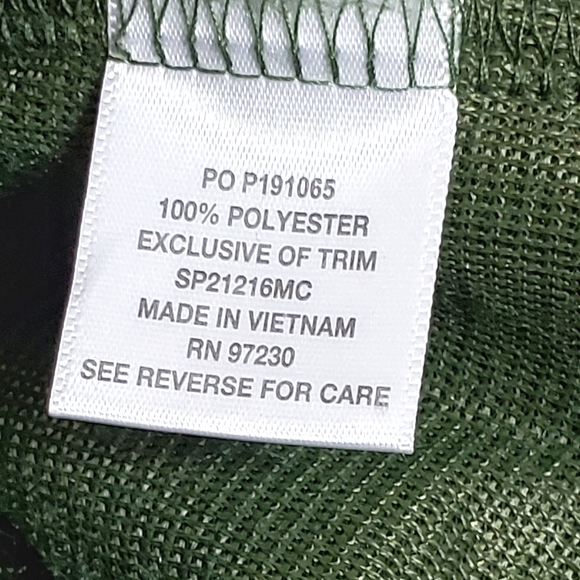 PO P191065
100% POLYESTER
EXCLUSIVE OF TRIM
SP21216MC
MADE IN VIETNAM
RN 97230
SEE REVERSE FOR CARE